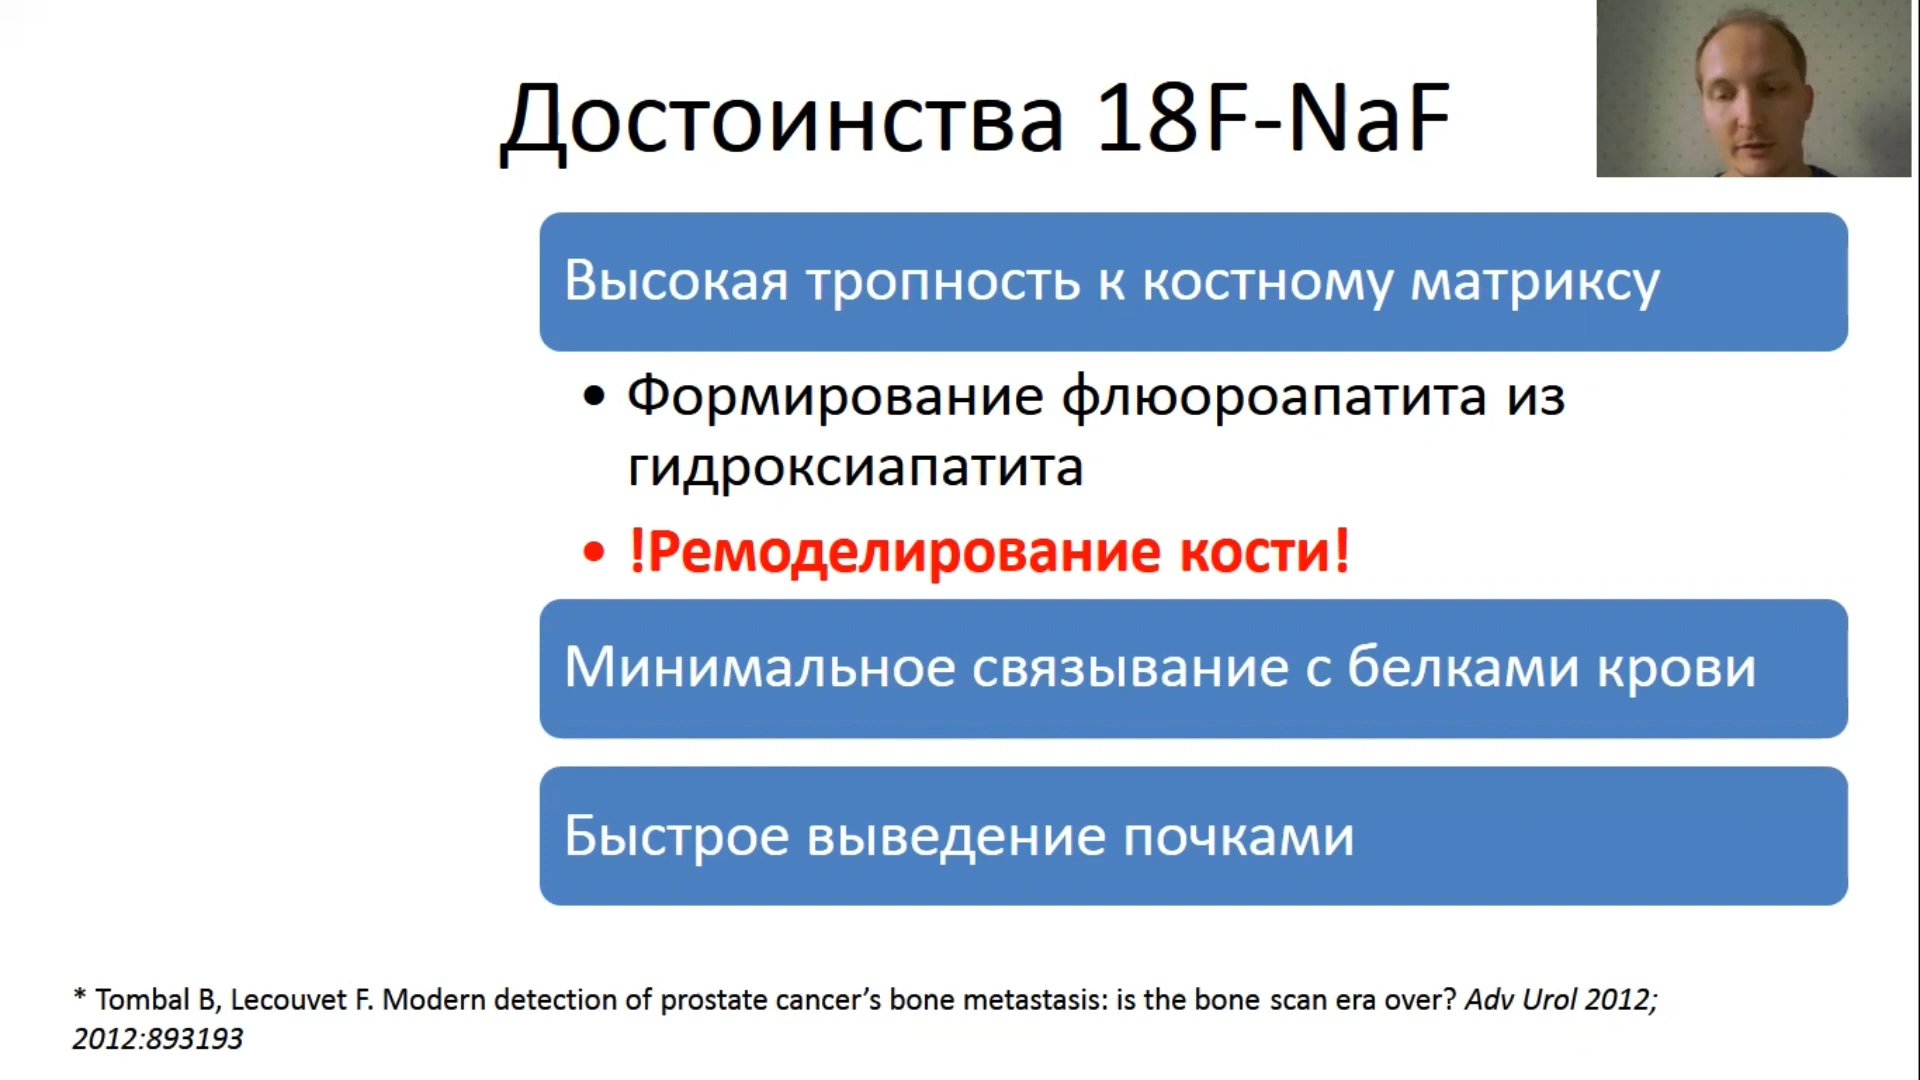 Достоинства 18F-NaF
Высокая тропность к костному матриксу
• Формирование флюороапатита из
гидроксиапатита
• !Ремоделирование кости!
Минимальное связывание с белками крови
Быстрое выведение почками
* Tombal B, Lecouvet F. Modern detection of prostate cancer’s bone metastasis: is the bone scan era over? Adv Urol 2012;
2012:893193